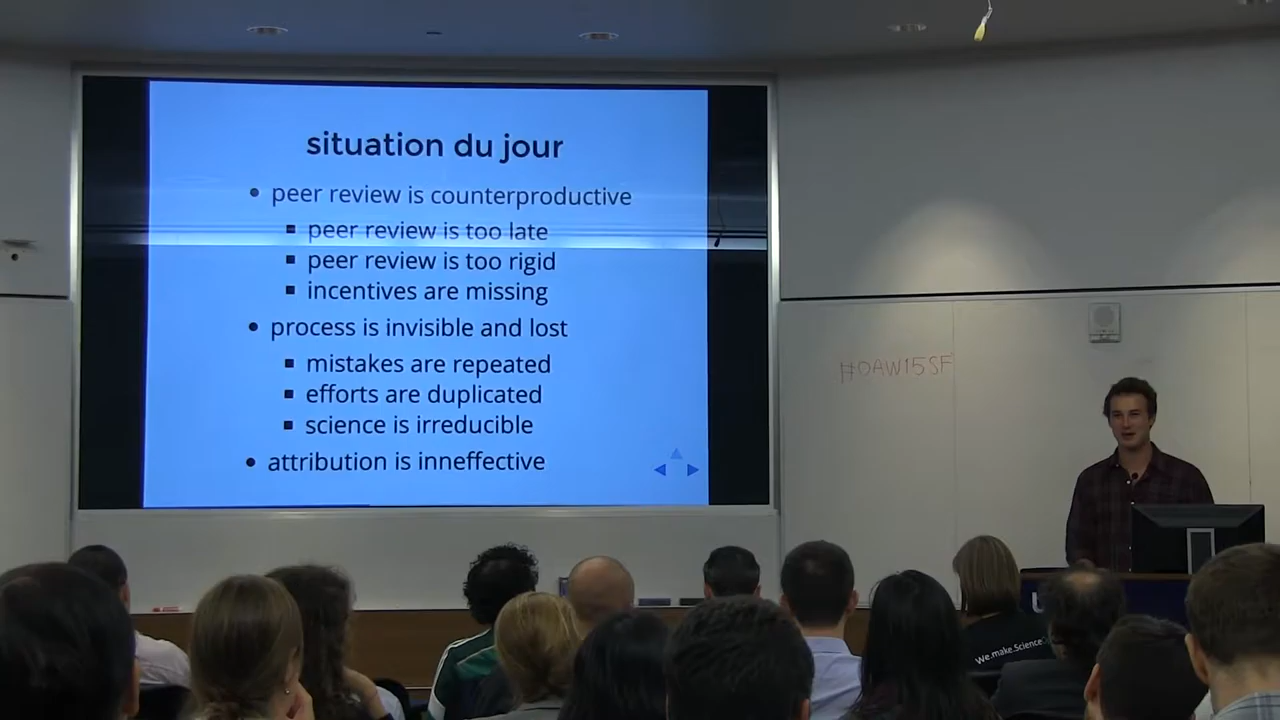 situation du jour
• peer review is counterproductive
▪ peer review is too late
▪ peer review is too rigid
▪ incentives are missing
• process is invisible and lost
▪ mistakes are repeated
▪ efforts are duplicated
▪ science is irreducible
• attribution is inneffective
#OAW15SF
We.make.Science